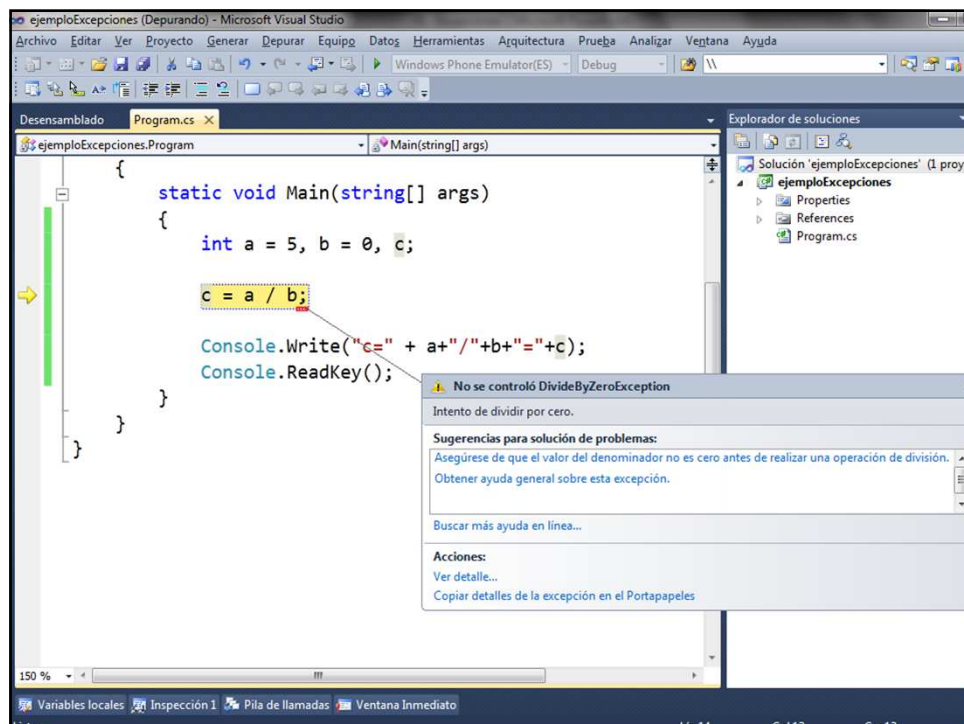 ejemploExcepciones (Depurando) - Microsoft Visual Studio
Archivo Editar Ver Proyecto Generar Depurar Equipo Datos Herramientas Arquitectura Prueba Analizar Ventana Ayuda
Windows Phone Emulator(ES) Debug \\
Desensamblado Program.cs
ejemploExcepciones.Program Main(string[] args)
{
static void Main(string[] args)
{
int a = 5, b = 0, c;
c = a / b;
Console.Write("c=" + a+"/"+b+"="+c);
Console.ReadKey();
}
}
}
No se controló DivideByZeroException
Intento de dividir por cero.
Sugerencias para solución de problemas:
Asegúrese de que el valor del denominador no es cero antes de realizar una operación de división.
Obtener ayuda general sobre esta excepción.
Buscar más ayuda en línea...
Acciones:
Ver detalle...
Copiar detalles de la excepción en el Portapapeles
Explorador de soluciones
Solución 'ejemploExcepciones' (1 proy
ejemploExcepciones
Properties
References
Program.cs
150 %
Variables locales Inspección 1 Pila de llamadas Ventana Inmediato